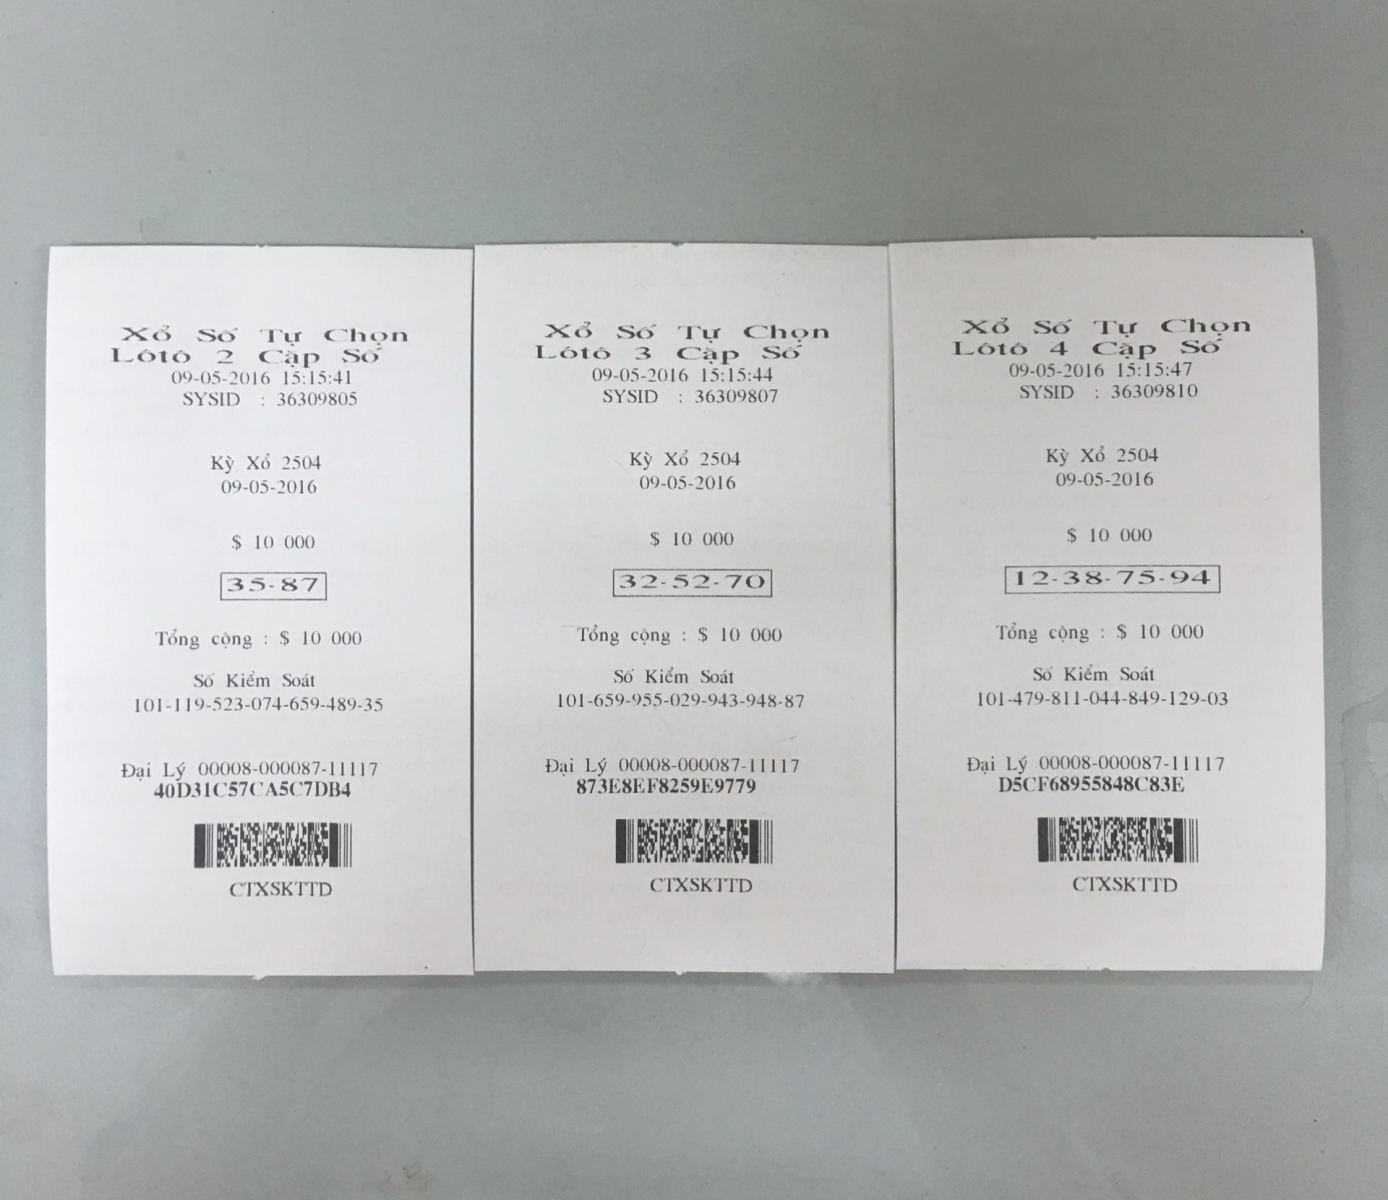 Xổ Số Tự Chọn
Lôtô 2 Cặp Số
09-05-2016 15:15:41
SYSID : 36309805
Kỳ Xổ 2504
09-05-2016
$ 10 000
35-87
Tổng cộng : $ 10 000
Số Kiểm Soát
101-119-523-074-659-489-35
Đại Lý 00008-000087-11117
40D31C57CA5C7DB4
CTXSKTTD
Xổ Số Tự Chọn
Lôtô 3 Cặp Số
09-05-2016 15:15:44
SYSID : 36309807
Kỳ Xổ 2504
09-05-2016
$ 10 000
32-52-70
Tổng cộng : $ 10 000
Số Kiểm Soát
101-659-955-029-943-948-87
Đại Lý 00008-000087-11117
873E8EF8259E9779
CTXSKTTD
Xổ Số Tự Chọn
Lôtô 4 Cặp Số
09-05-2016 15:15:47
SYSID : 36309810
Kỳ Xổ 2504
09-05-2016
$ 10 000
12-38-75-94
Tổng cộng : $ 10 000
Số Kiểm Soát
101-479-811-044-849-129-03
Đại Lý 00008-000087-11117
D5CF68955848C83E
CTXSKTTD